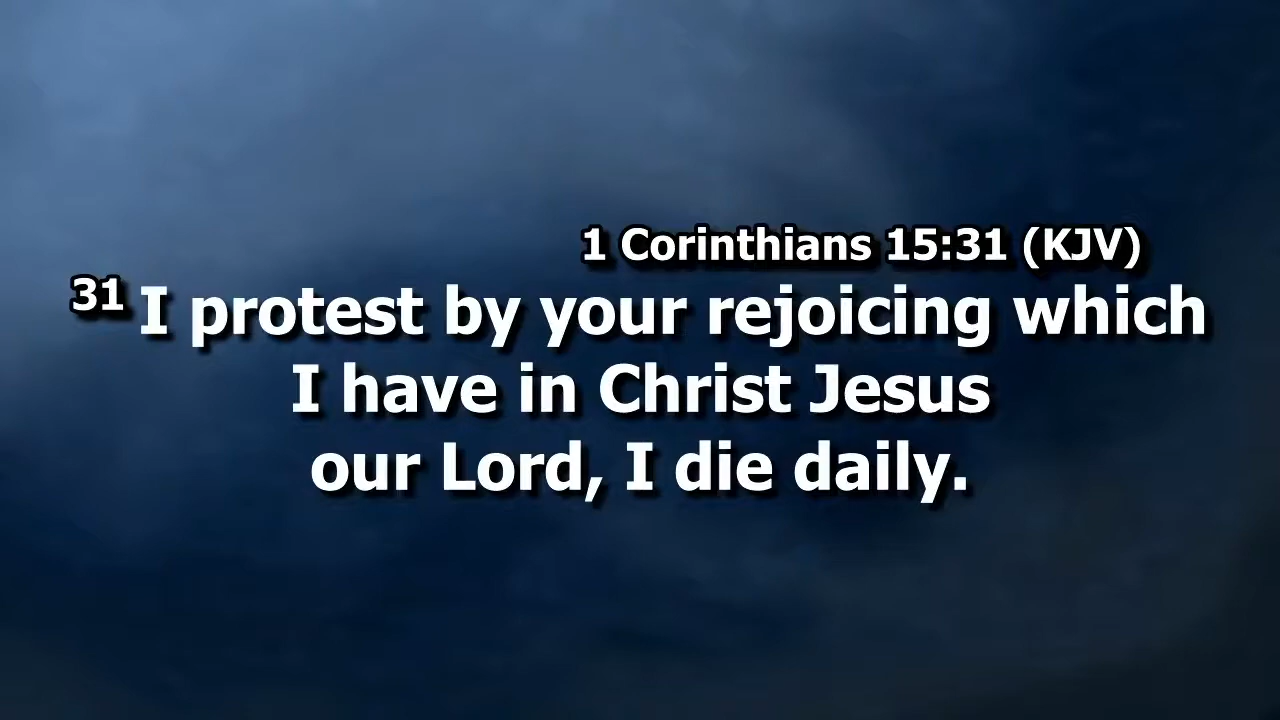 1 Corinthians 15:31 (KJV)
31 I protest by your rejoicing which
I have in Christ Jesus
our Lord, I die daily.